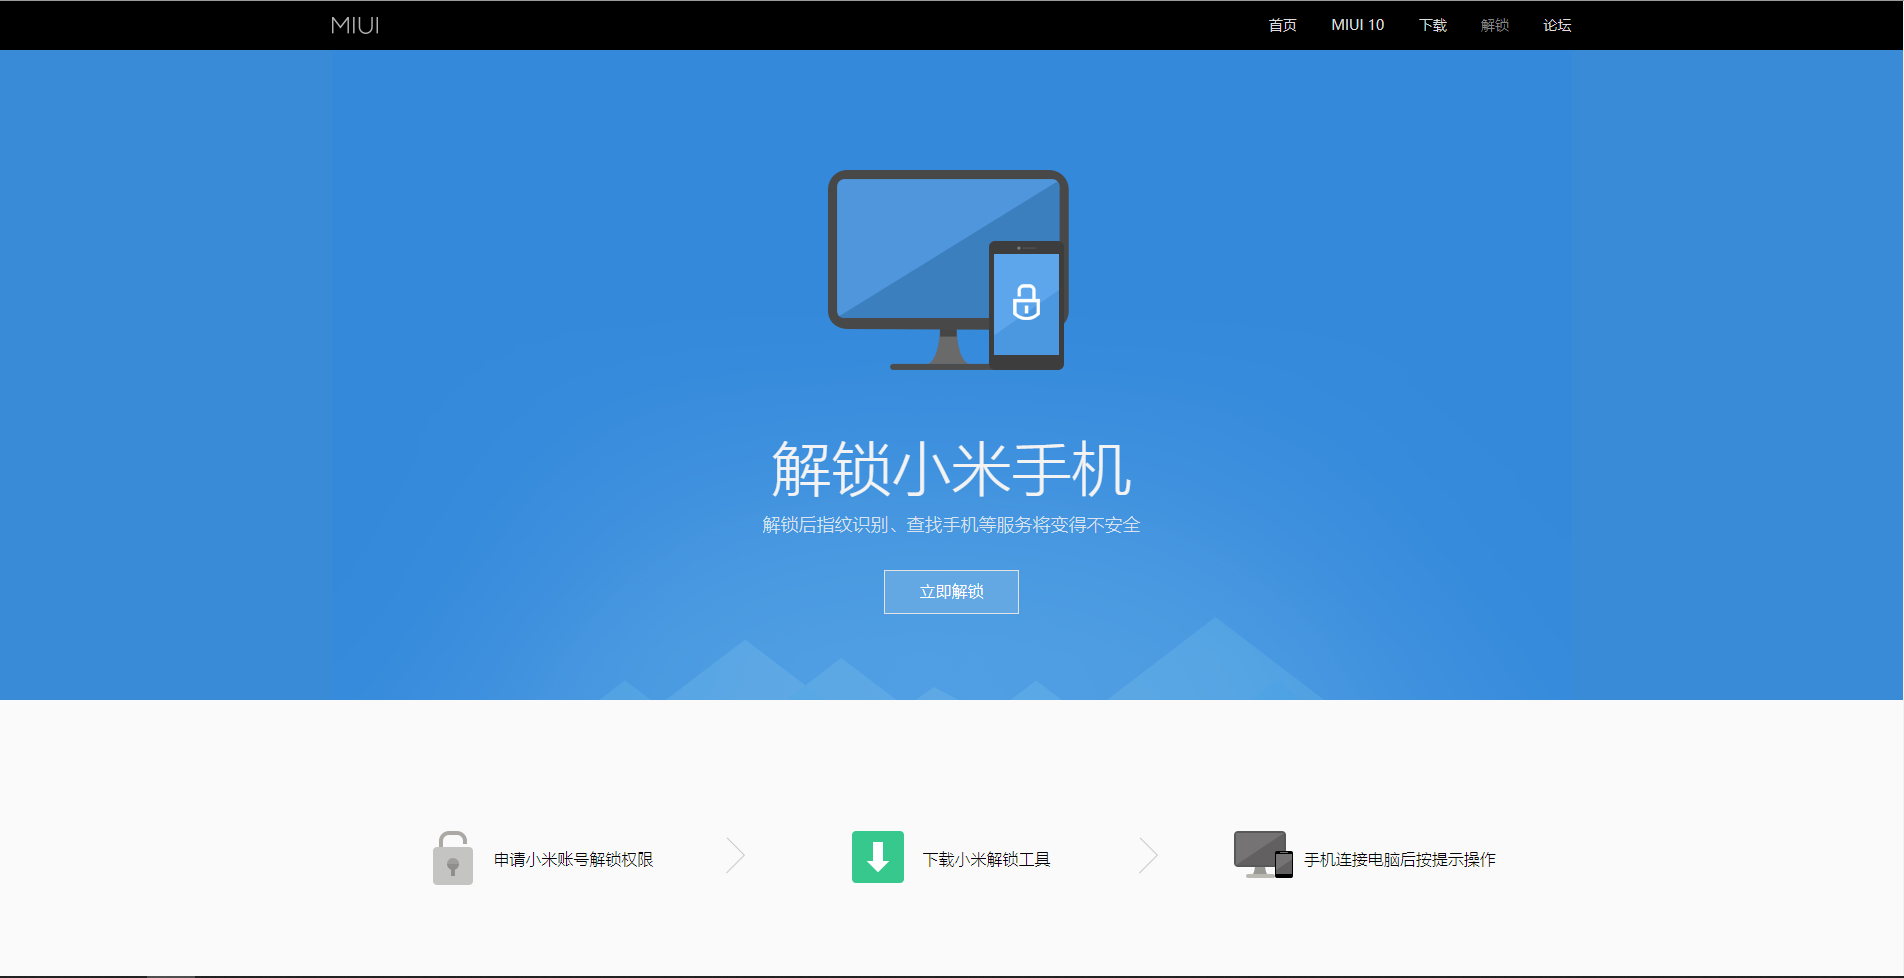 MIUI
首页 MIUI 10 下载 解锁 论坛
解锁小米手机
解锁后指纹识别、查找手机等服务将变得不安全
立即解锁
申请小米账号解锁权限
下载小米解锁工具
手机连接电脑后按提示操作